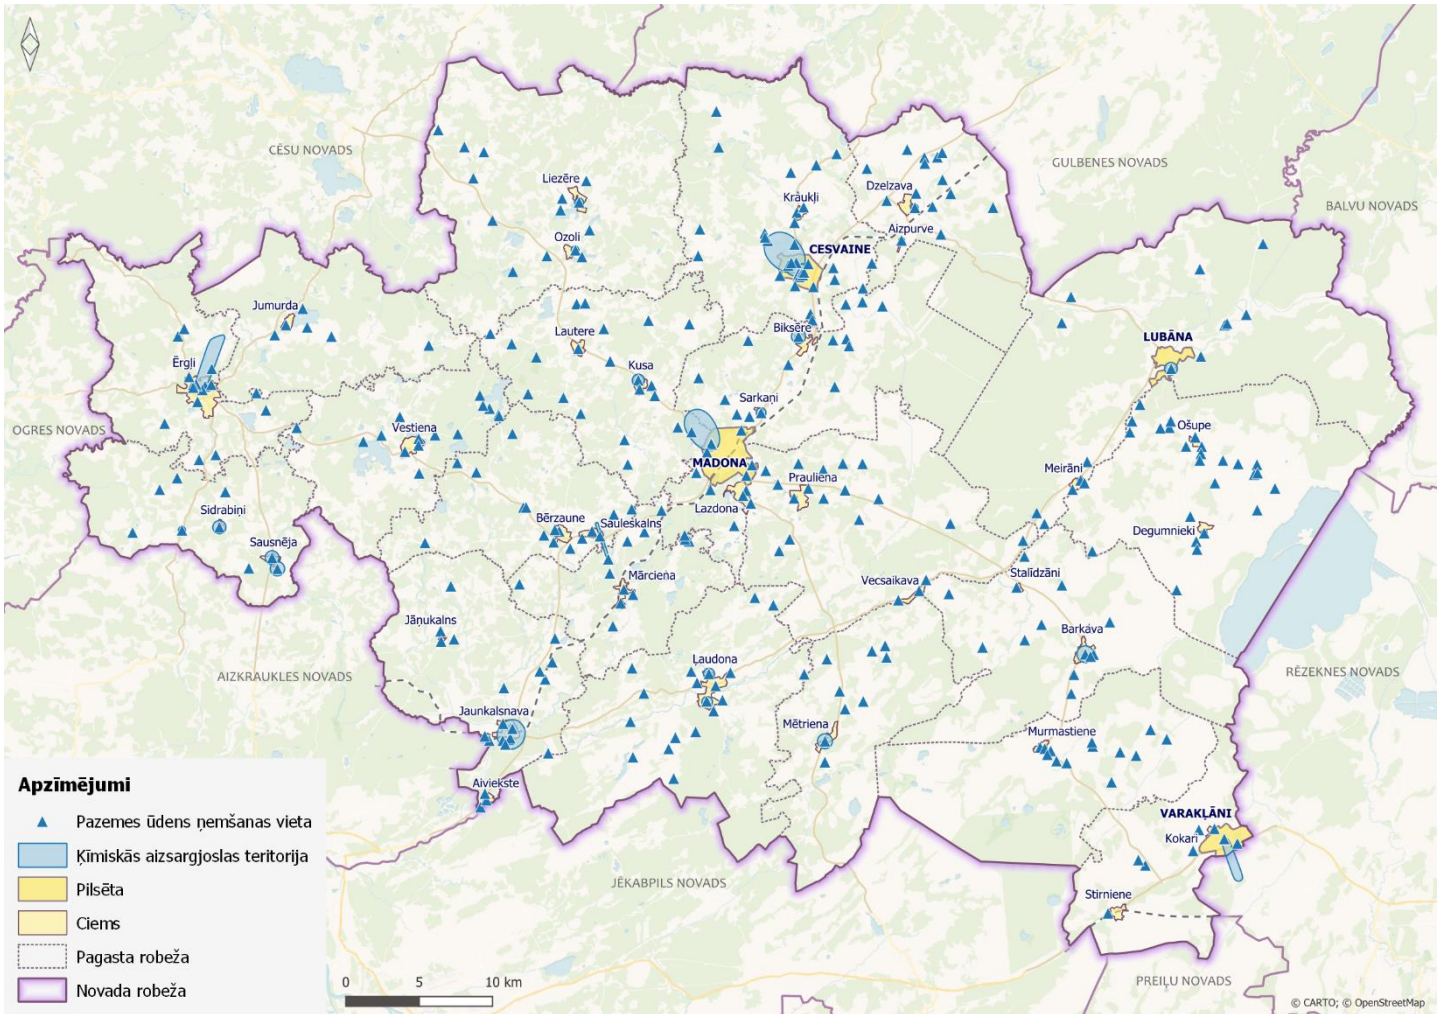 CĒSU NOVADS
GULBENES NOVADS
BALVU NOVADS
Liezēre
Kraukļi
Dzelzava
Aizpurve
Ozoli
CESVAINE
Jumurda
Lautere
Biksēre
LUBĀNA
Ērgļi
Kusa
Sarkaņi
OGRES NOVADS
Vestiena
Ošupe
MADONA
Meirāni
Prauliena
Lazdona
Sidrabiņi
Bērzaune
Sauleskalns
Degumnieki
Sausnēja
Mārciena
Vecsaikava
Stalīdzāni
Jāņukalns
Barkava
AIZKRAUKLES NOVADS
Ļaudona
RĒZEKNES NOVADS
Jaunkalsnava
Mētriena
Murmastiene
Aiviekste
VARAKĻĀNI
Kokari
JĒKABPILS NOVADS
Stirniene
PREIĻU NOVADS
Apzīmējumi
Pazemes ūdens ņemšanas vieta
Ķīmiskās aizsargjoslas teritorija
Pilsēta
Ciems
Pagasta robeža
Novada robeža
0 5 10 km
© CARTO; © OpenStreetMap